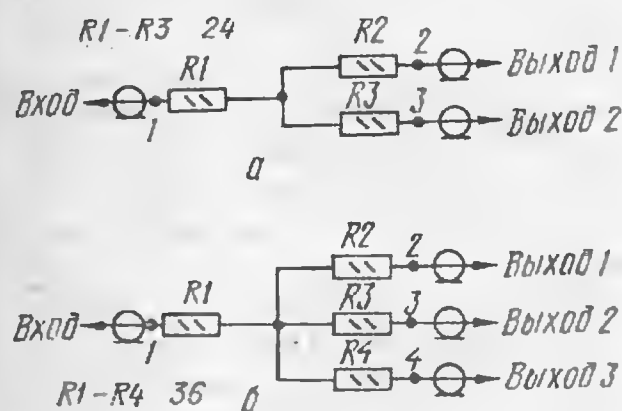 R1-R3 24
R1
R2
2
Выход 1
Вход
1
R3
3
Выход 2
а
R2
2
Выход 1
R1
R3
3
Выход 2
Вход
1
R4
4
Выход 3
R1-R4 36
б